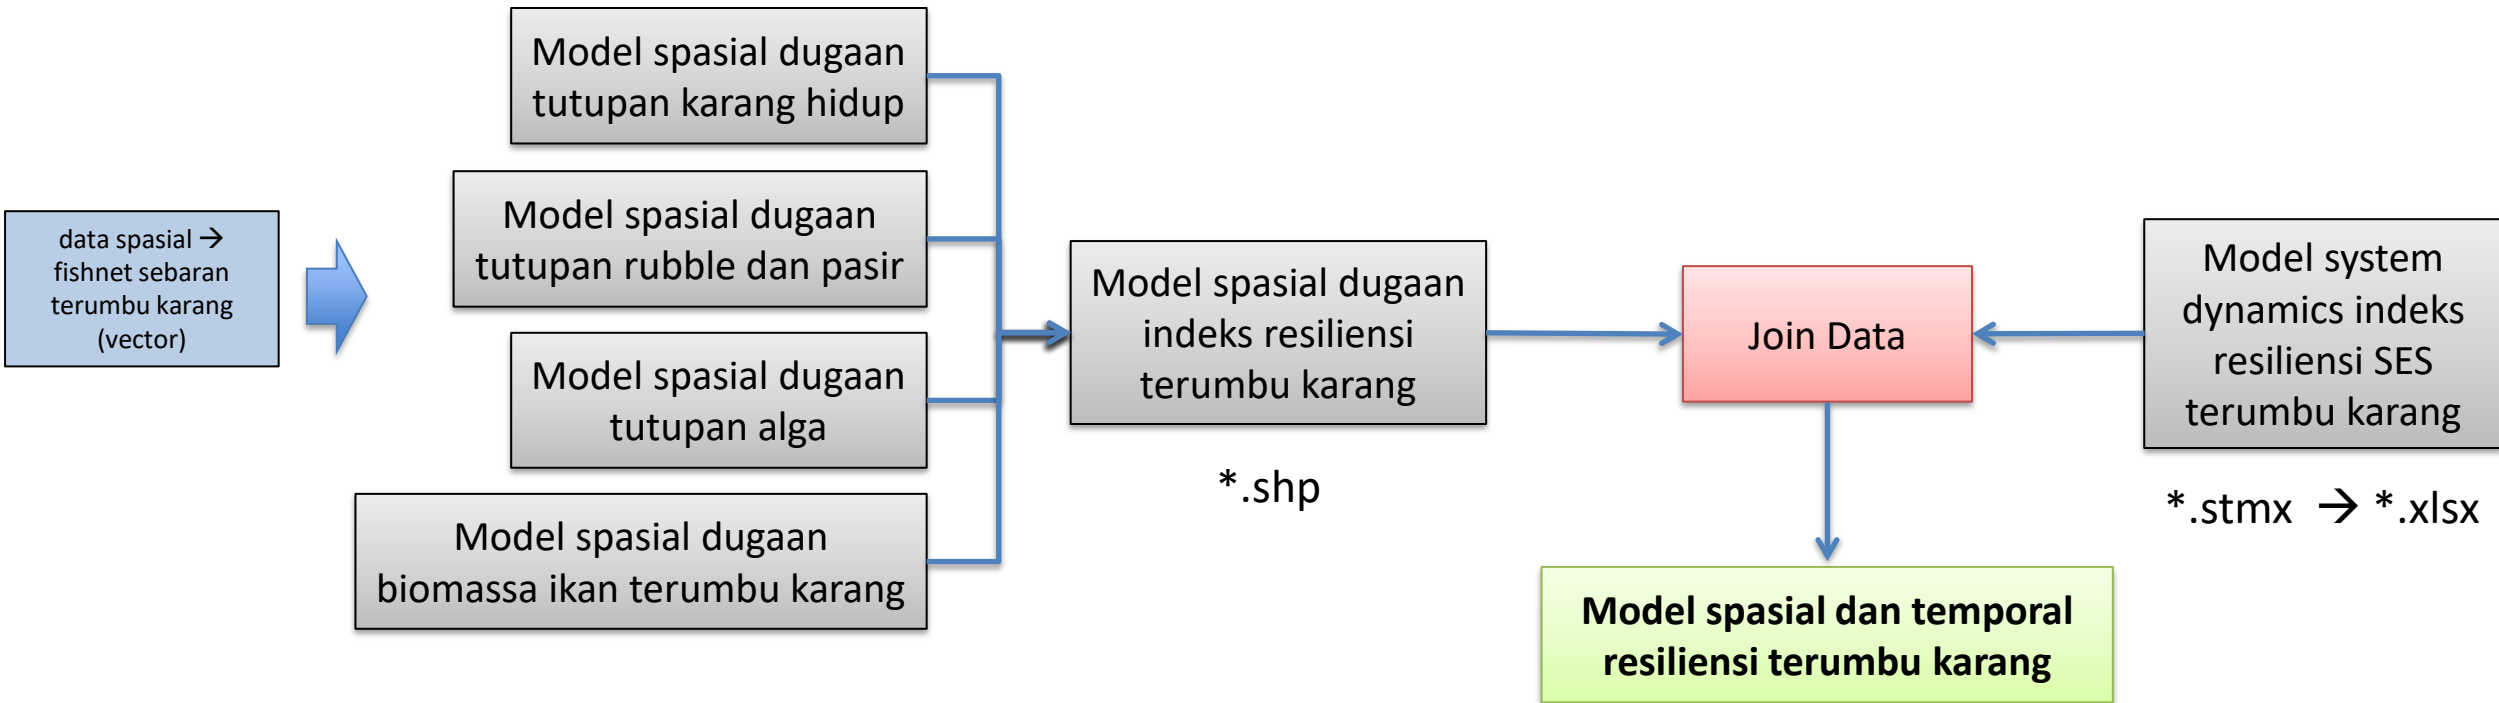 data spasial →
fishnet sebaran
terumbu karang
(vector)
Model spasial dugaan
tutupan karang hidup
Model spasial dugaan
tutupan rubble dan pasir
Model spasial dugaan
tutupan alga
Model spasial dugaan
biomassa ikan terumbu karang
Model spasial dugaan
indeks resiliensi
terumbu karang
*.shp
Join Data
Model system
dynamics indeks
resiliensi SES
terumbu karang
*.stmx → *.xlsx
Model spasial dan temporal
resiliensi terumbu karang